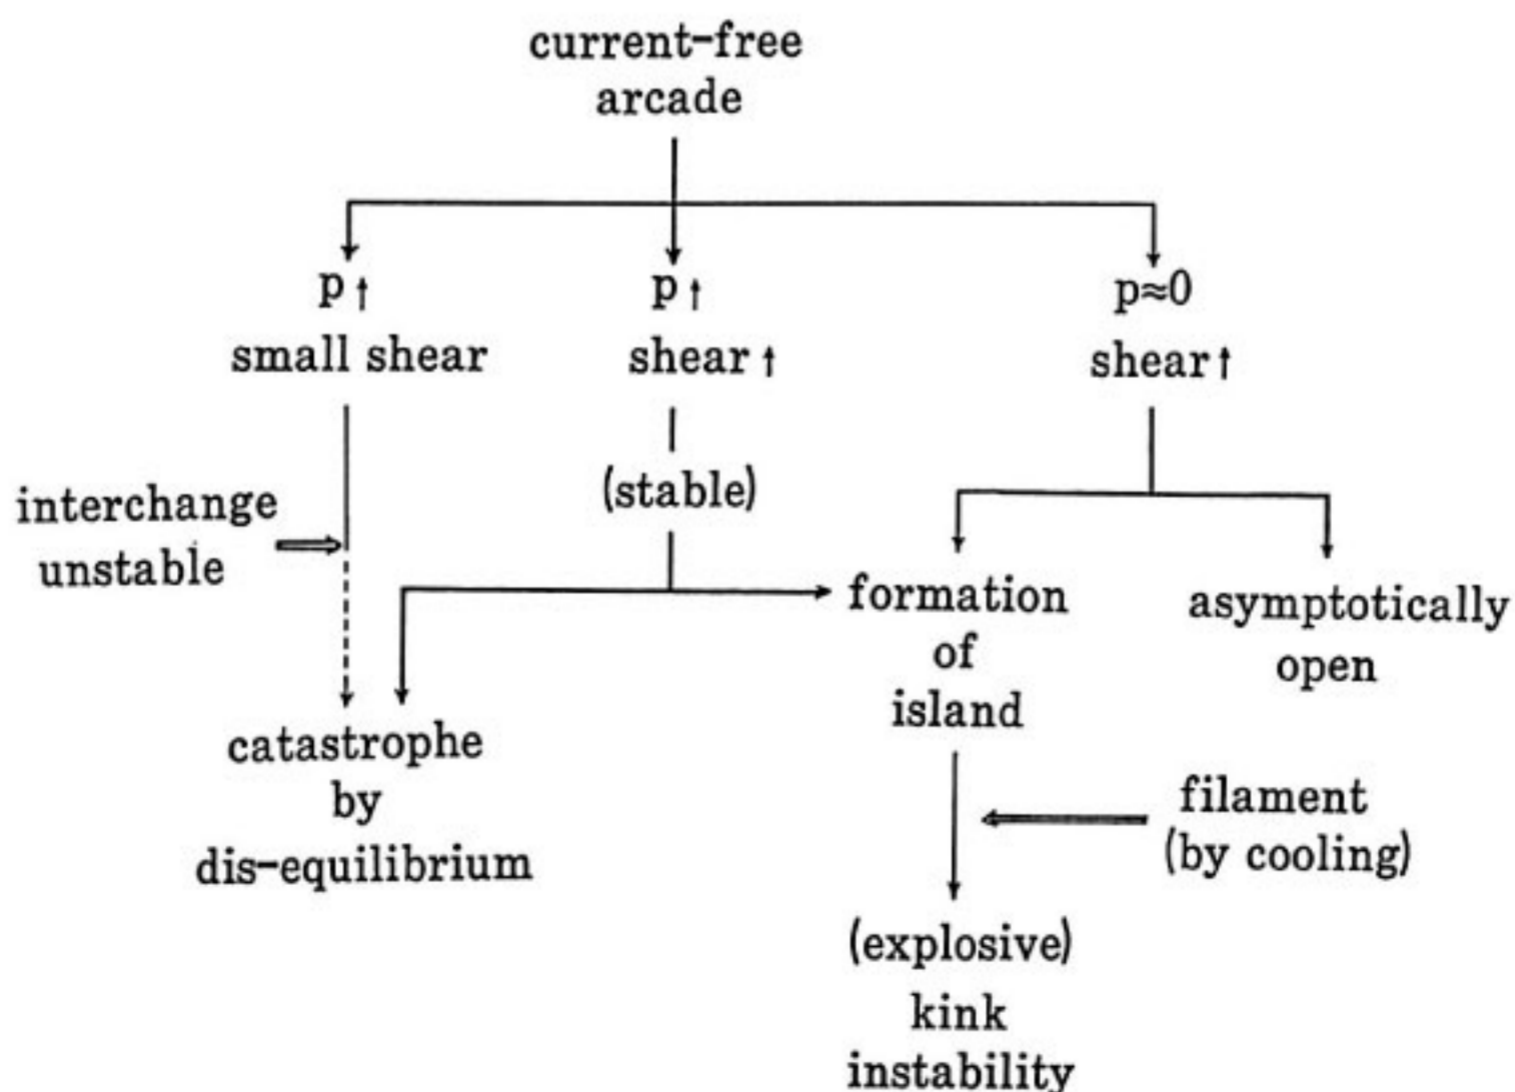 current-free
arcade
p↑
small shear
p↑
shear↑
p≈0
shear↑
interchange
unstable
(stable)
formation
of
island
asymptotically
open
catastrophe
by
dis-equilibrium
filament
(by cooling)
(explosive)
kink
instability